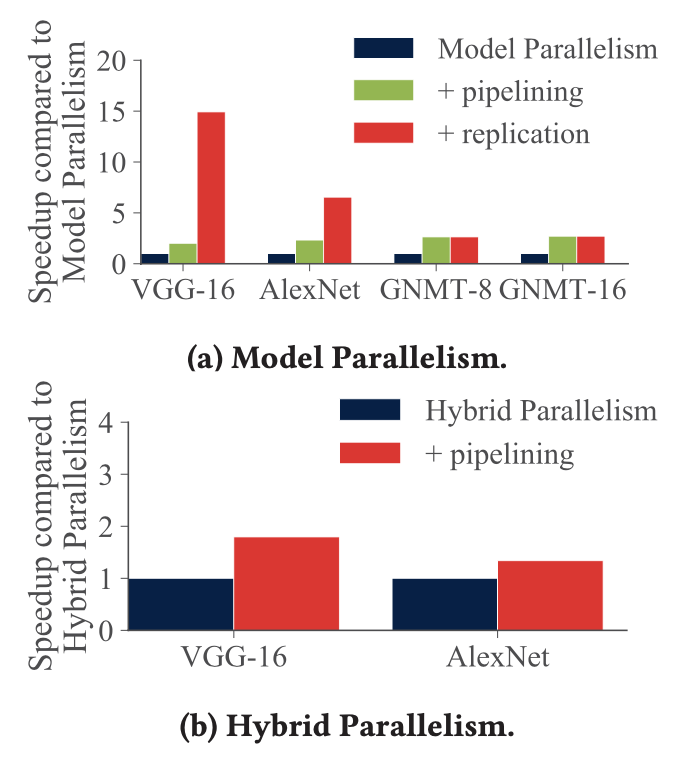 Speedup compared to
Model Parallelism
20
15
10
5
0
Model Parallelism
+ pipelining
+ replication
VGG-16 AlexNet GNMT-8 GNMT-16
(a) Model Parallelism.
Speedup compared to
Hybrid Parallelism
4
3
2
1
0
Hybrid Parallelism
+ pipelining
VGG-16 AlexNet
(b) Hybrid Parallelism.